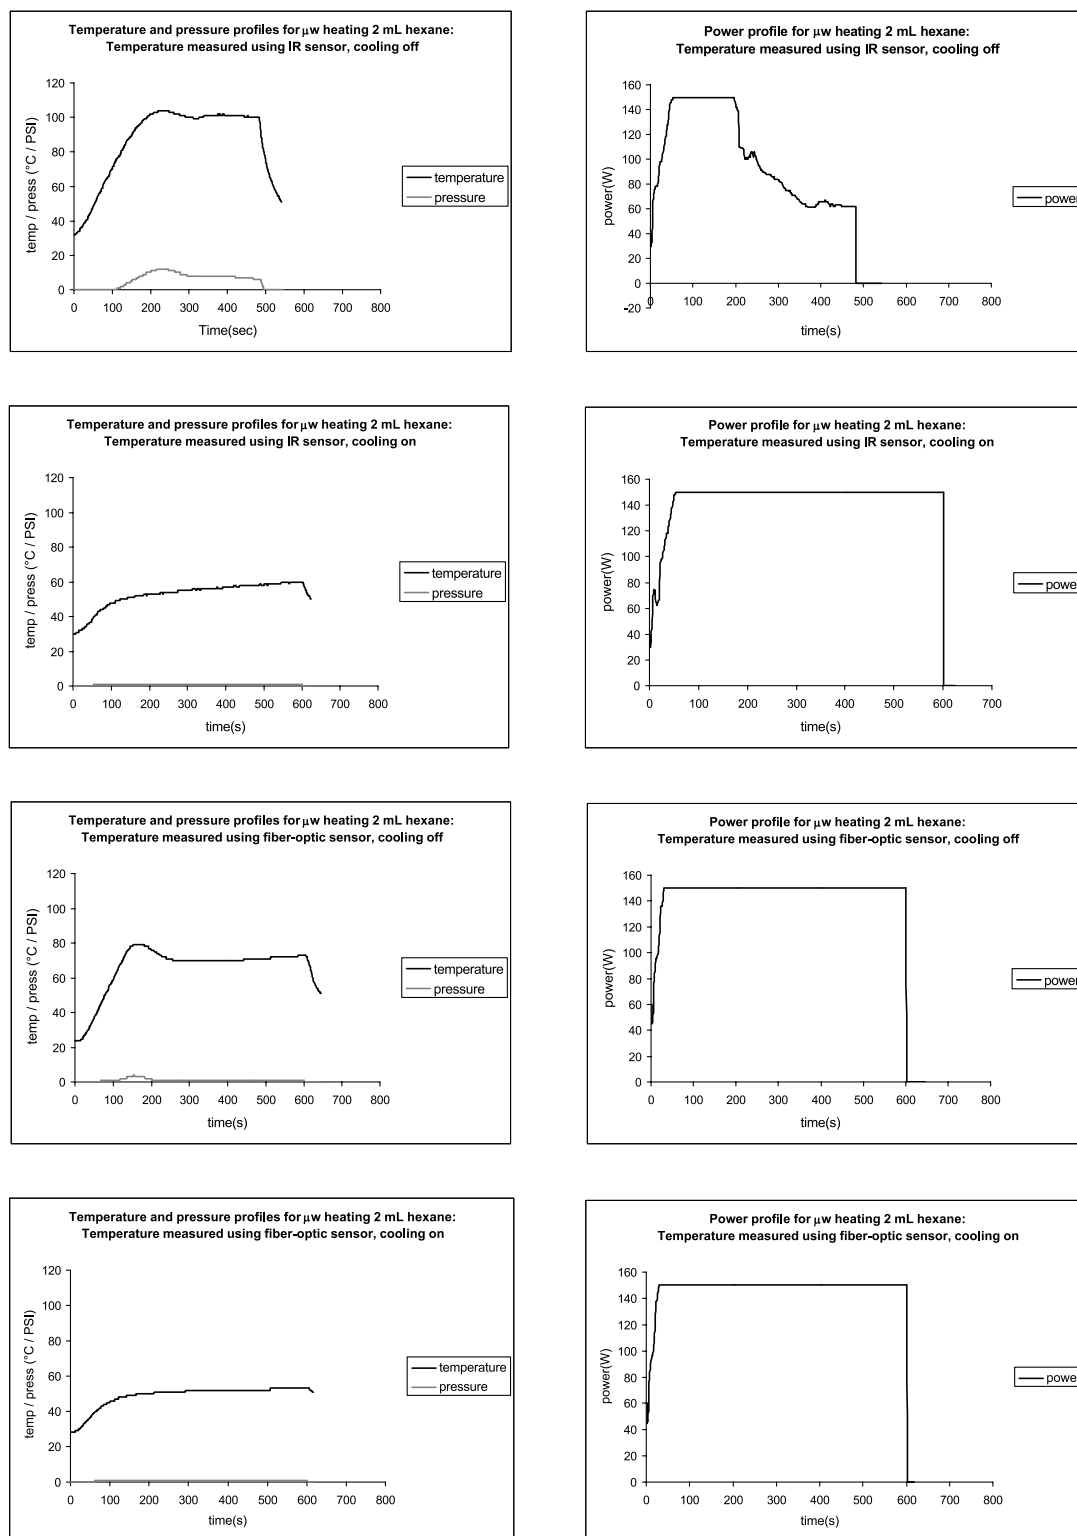 Temperature and pressure profiles for μw heating 2 mL hexane:
Temperature measured using IR sensor, cooling off
temp / press (°C / PSI)
120
100
80
60
40
20
0
0 100 200 300 400 500 600 700 800
Time(sec)
temperature
pressure
Power profile for μw heating 2 mL hexane:
Temperature measured using IR sensor, cooling off
power(W)
160
140
120
100
80
60
40
20
0
-20
0 100 200 300 400 500 600 700 800
time(s)
power
Temperature and pressure profiles for μw heating 2 mL hexane:
Temperature measured using IR sensor, cooling on
temp / press (°C / PSI)
120
100
80
60
40
20
0
0 100 200 300 400 500 600 700 800
time(s)
temperature
pressure
Power profile for μw heating 2 mL hexane:
Temperature measured using IR sensor, cooling on
power(W)
160
140
120
100
80
60
40
20
0
0 100 200 300 400 500 600 700
time(s)
power
Temperature and pressure profiles for μw heating 2 mL hexane:
Temperature measured using fiber-optic sensor, cooling off
temp / press (°C / PSI)
120
100
80
60
40
20
0
0 100 200 300 400 500 600 700 800
time(s)
temperature
pressure
Power profile for μw heating 2 mL hexane:
Temperature measured using fiber-optic sensor, cooling off
power(W)
160
140
120
100
80
60
40
20
0
0 100 200 300 400 500 600 700 800
time(s)
power
Temperature and pressure profiles for μw heating 2 mL hexane:
Temperature measured using fiber-optic sensor, cooling on
temp / press (°C / PSI)
120
100
80
60
40
20
0
0 100 200 300 400 500 600 700 800
time(s)
temperature
pressure
Power profile for μw heating 2 mL hexane:
Temperature measured using fiber-optic sensor, cooling on
power(W)
160
140
120
100
80
60
40
20
0
0 100 200 300 400 500 600 700 800
time(s)
power